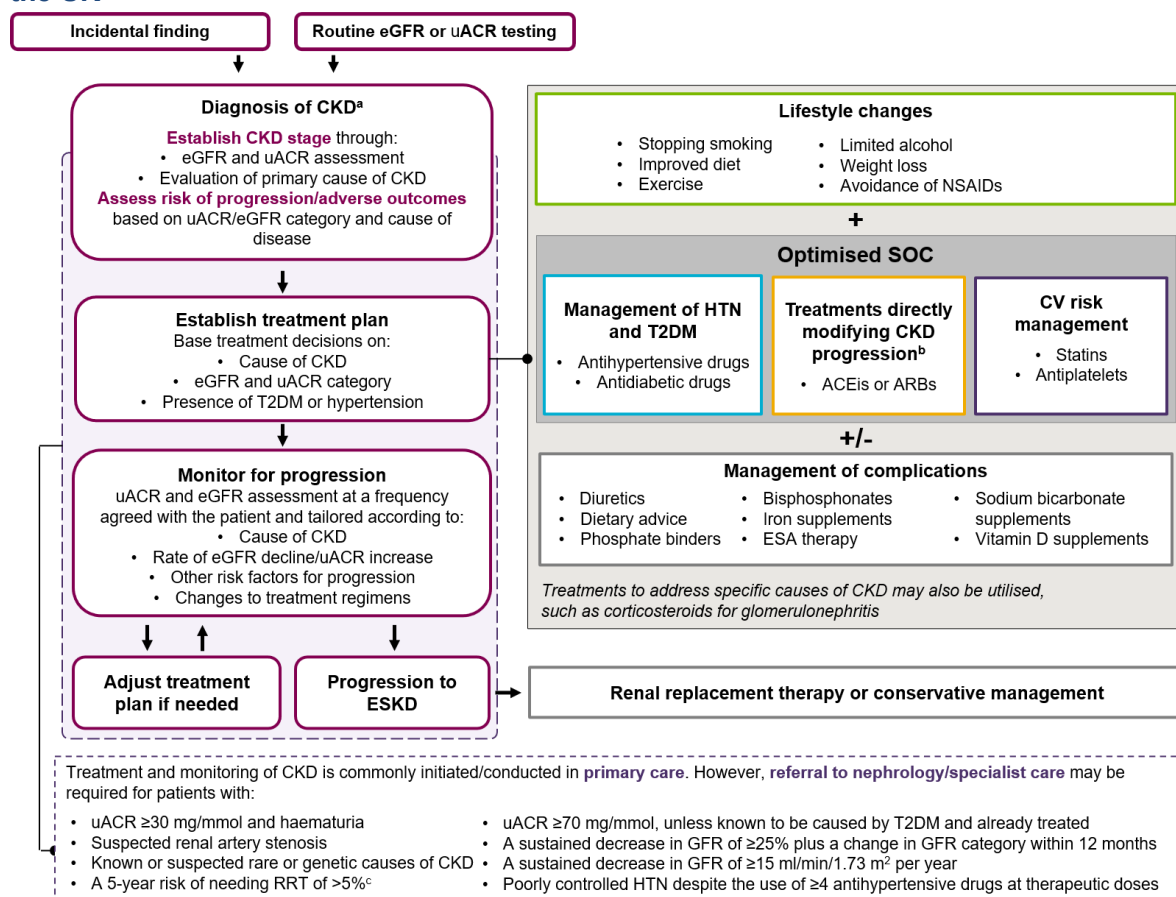 Incidental finding
Routine eGFR or uACR testing
Diagnosis of CKDᵃ
Establish CKD stage through:
• eGFR and uACR assessment
• Evaluation of primary cause of CKD
Assess risk of progression/adverse outcomes
based on uACR/eGFR category and cause of
disease
Establish treatment plan
Base treatment decisions on:
• Cause of CKD
• eGFR and uACR category
• Presence of T2DM or hypertension
Monitor for progression
uACR and eGFR assessment at a frequency
agreed with the patient and tailored according to:
• Cause of CKD
• Rate of eGFR decline/uACR increase
• Other risk factors for progression
• Changes to treatment regimens
Adjust treatment
plan if needed
Progression to
ESKD
Lifestyle changes
• Stopping smoking
• Improved diet
• Exercise
• Limited alcohol
• Weight loss
• Avoidance of NSAIDs
+
Optimised SOC
Management of HTN
and T2DM
• Antihypertensive drugs
• Antidiabetic drugs
Treatments directly
modifying CKD
progressionᵇ
• ACEis or ARBs
CV risk
management
• Statins
• Antiplatelets
+/-
Management of complications
• Diuretics
• Dietary advice
• Phosphate binders
• Bisphosphonates
• Iron supplements
• ESA therapy
• Sodium bicarbonate
supplements
• Vitamin D supplements
Treatments to address specific causes of CKD may also be utilised,
such as corticosteroids for glomerulonephritis
Renal replacement therapy or conservative management
Treatment and monitoring of CKD is commonly initiated/conducted in primary care. However, referral to nephrology/specialist care may be
required for patients with:
• uACR ≥30 mg/mmol and haematuria
• Suspected renal artery stenosis
• Known or suspected rare or genetic causes of CKD
• A 5-year risk of needing RRT of >5%ᶜ
• uACR ≥70 mg/mmol, unless known to be caused by T2DM and already treated
• A sustained decrease in GFR of ≥25% plus a change in GFR category within 12 months
• A sustained decrease in GFR of ≥15 ml/min/1.73 m² per year
• Poorly controlled HTN despite the use of ≥4 antihypertensive drugs at therapeutic doses